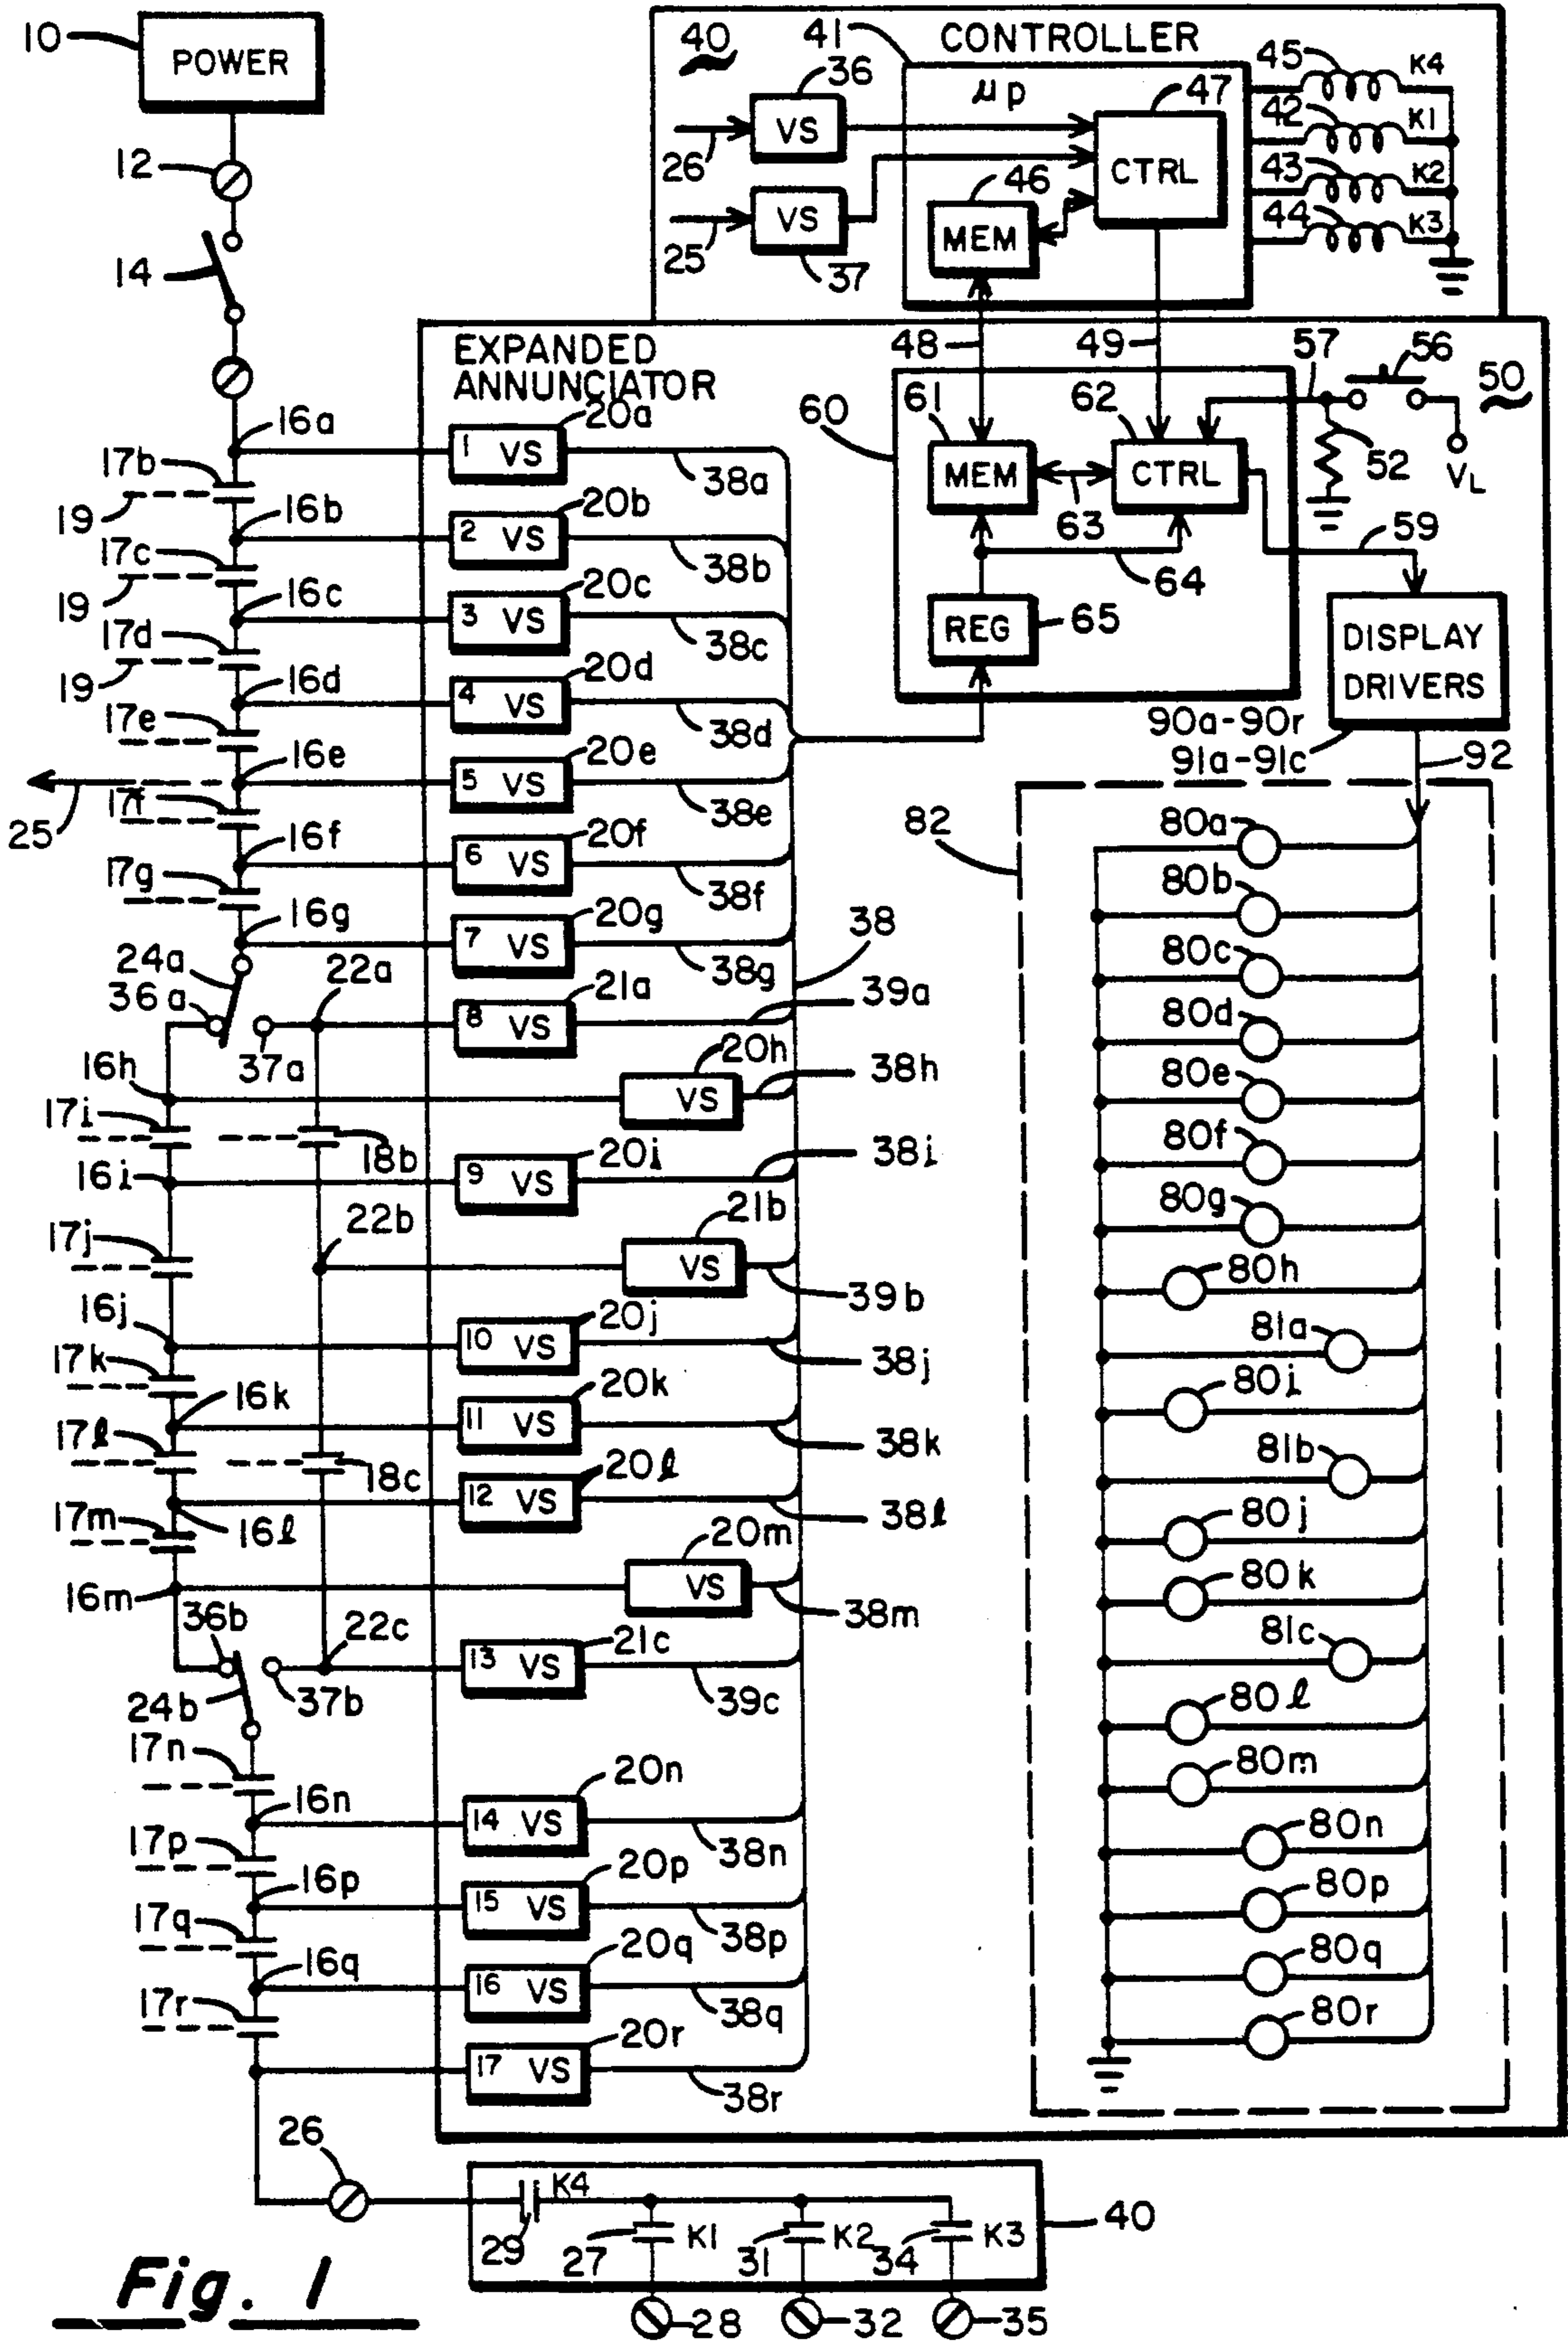 10
POWER
12
14
16a
17b
19
16b
17c
19
16c
17d
19
16d
17e
16e
25
17f
16f
17g
16g
24a
36a
22a
37a
16h
17i
18b
16i
17j
22b
16j
17k
16k
17l
18c
17m
16l
16m
36b
22c
24b
37b
17n
16n
17p
16p
17q
16q
17r
26
40
CONTROLLER
41
36
VS
26
VS
25
37
μp
47
CTRL
46
MEM
45
K4
42
K1
43
K2
44
K3
48
49
EXPANDED
ANNUNCIATOR
50
57
56
52
VL
60
61
MEM
62
CTRL
63
64
REG
65
59
DISPLAY
DRIVERS
90a-90r
91a-91c
92
1 VS
20a
38a
2 VS
20b
38b
3 VS
20c
38c
4 VS
20d
38d
5 VS
20e
38e
6 VS
20f
38f
7 VS
20g
38g
38
8 VS
21a
39a
VS
20h
38h
9 VS
20i
38i
VS
21b
39b
10 VS
20j
38j
11 VS
20k
38k
12 VS
20l
38l
VS
20m
38m
13 VS
21c
39c
14 VS
20n
38n
15 VS
20p
38p
16 VS
20q
38q
17 VS
20r
38r
82
80a
80b
80c
80d
80e
80f
80g
80h
81a
80i
81b
80j
80k
81c
80l
80m
80n
80p
80q
80r
K4
29
27
K1
31
K2
34
K3
40
28
32
35
Fig. 1